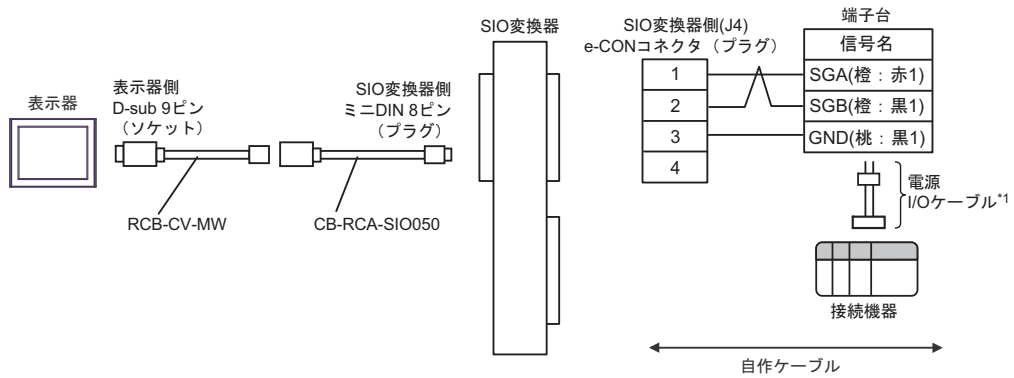 表示器
表示器側
D-sub 9ピン
（ソケット）
RCB-CV-MW
SIO変換器側
ミニDIN 8ピン
（プラグ）
CB-RCA-SIO050
SIO変換器
SIO変換器側(J4)
e-CONコネクタ（プラグ）
1
2
3
4
端子台
信号名
SGA(橙：赤1)
SGB(橙：黒1)
GND(桃：黒1)
電源
I/Oケーブル*1
接続機器
自作ケーブル